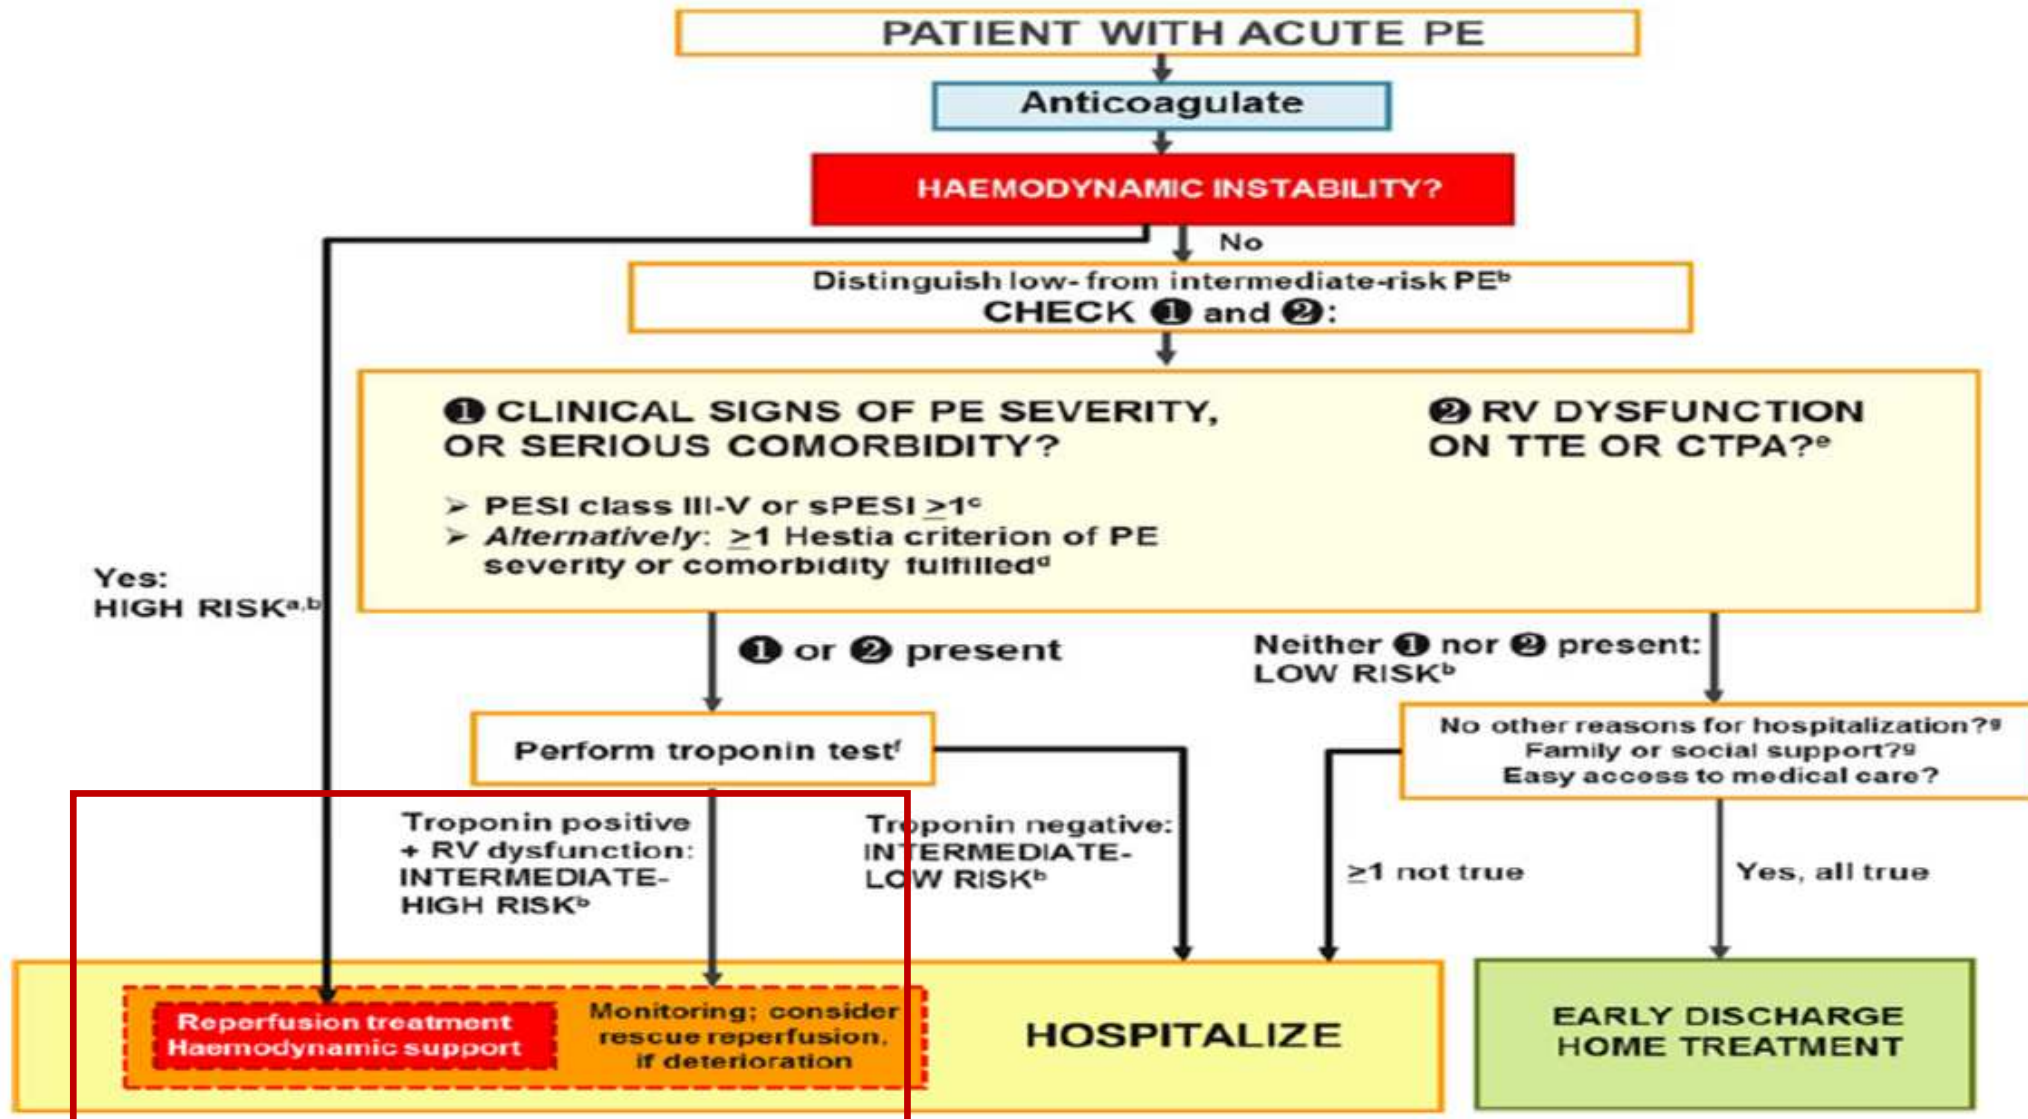 PATIENT WITH ACUTE PE
Anticoagulate
HAEMODYNAMIC INSTABILITY?
No
Distinguish low- from intermediate-risk PEᵇ
CHECK ❶ and ❷:
❶ CLINICAL SIGNS OF PE SEVERITY,
OR SERIOUS COMORBIDITY?
➢ PESI class III-V or sPESI ≥1ᶜ
➢ Alternatively: ≥1 Hestia criterion of PE
severity or comorbidity fulfilledᵈ
❷ RV DYSFUNCTION
ON TTE OR CTPA?ᵉ
Yes:
HIGH RISKᵃ,ᵇ
❶ or ❷ present
Neither ❶ nor ❷ present:
LOW RISKᵇ
Perform troponin testᶠ
No other reasons for hospitalization?ᵍ
Family or social support?ᵍ
Easy access to medical care?
Troponin positive
+ RV dysfunction:
INTERMEDIATE-
HIGH RISKᵇ
Troponin negative:
INTERMEDIATE-
LOW RISKᵇ
≥1 not true
Yes, all true
Reperfusion treatment
Haemodynamic support
Monitoring; consider
rescue reperfusion,
if deterioration
HOSPITALIZE
EARLY DISCHARGE
HOME TREATMENT